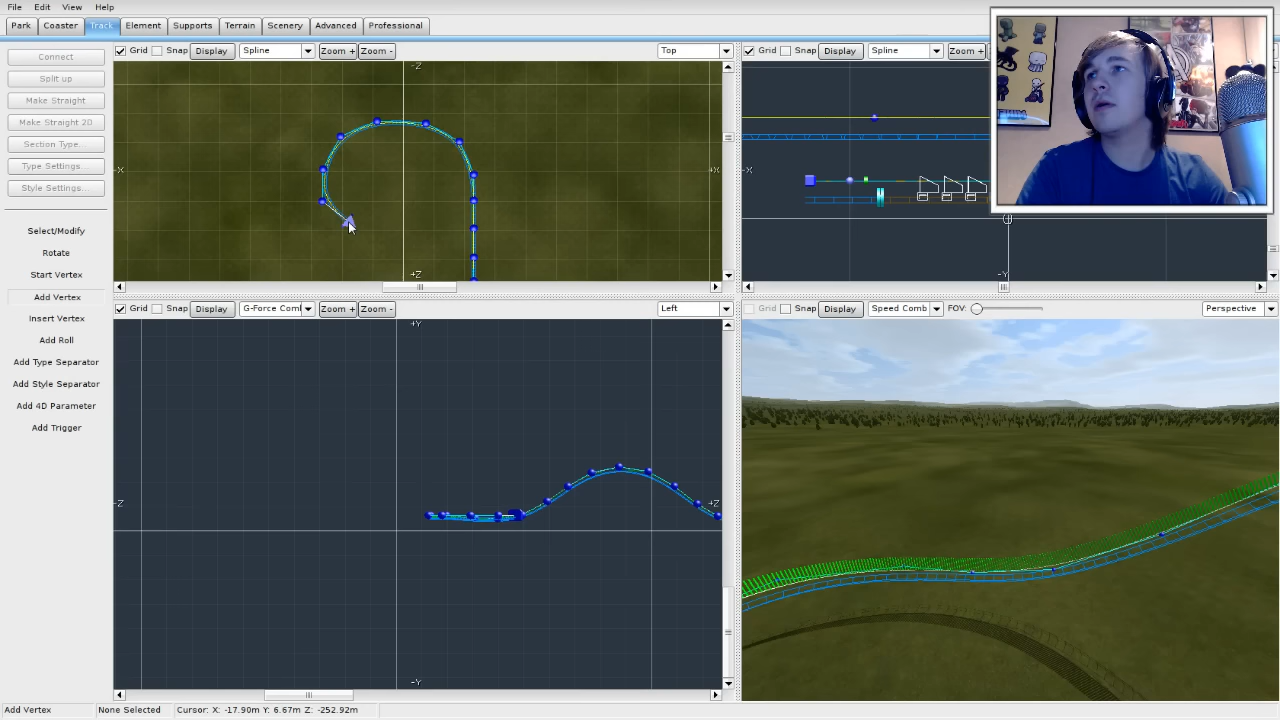 File Edit View Help
Park Coaster Track Element Supports Terrain Scenery Advanced Professional
Connect
Split up
Make Straight
Make Straight 2D
Section Type...
Type Settings...
Style Settings...
Select/Modify
Rotate
Start Vertex
Add Vertex
Insert Vertex
Add Roll
Add Type Separator
Add Style Separator
Add 4D Parameter
Add Trigger
Grid Snap Display Spline Zoom + Zoom - Top
-Z
-X +X
+Z
Grid Snap Display Spline Zoom +
-X
-Y
Grid Snap Display G-Force Coml Zoom + Zoom - Left
+Y
-Z +Z
-Y
Grid Snap Display Speed Comb FOV: Perspective
Add Vertex None Selected Cursor: X: -17.90m Y: 6.67m Z: -252.92m